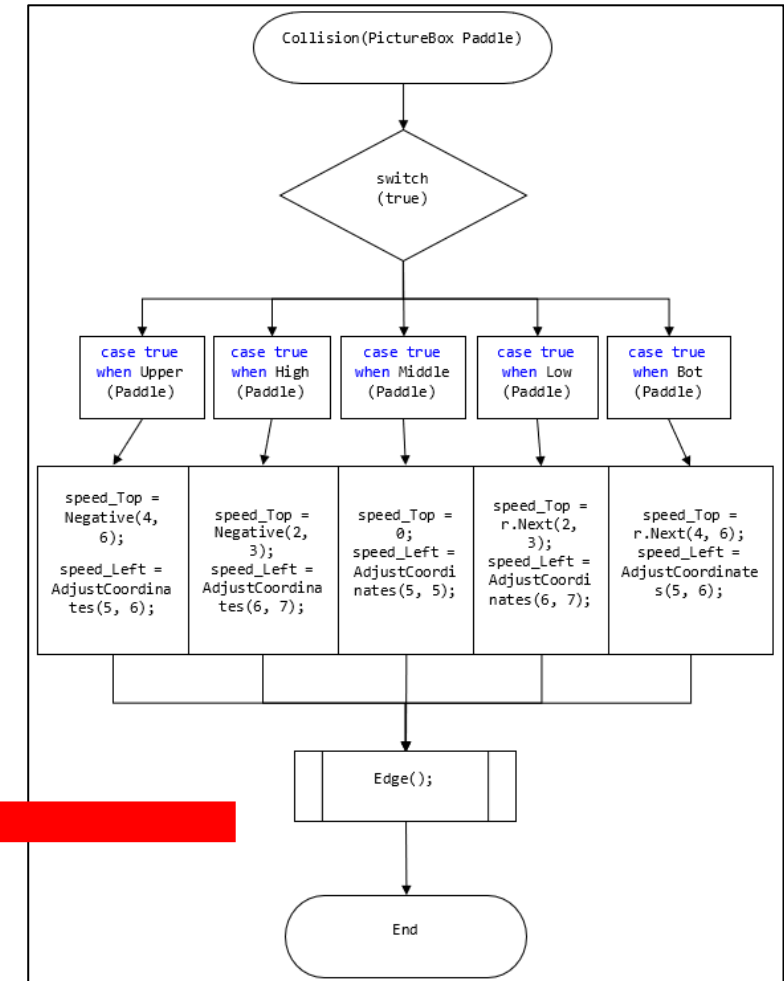 Collision(PictureBox Paddle)
switch
(true)
case true
when Upper
(Paddle)
case true
when High
(Paddle)
case true
when Middle
(Paddle)
case true
when Low
(Paddle)
case true
when Bot
(Paddle)
speed_Top =
Negative(4,
6);
speed_Left =
AdjustCoordina
tes(5, 6);
speed_Top =
Negative(2,
3);
speed_Left =
AdjustCoordina
tes(6, 7);
speed_Top =
0;
speed_Left =
AdjustCoordi
nates(5, 5);
speed_Top =
r.Next(2,
3);
speed_Left =
AdjustCoordi
nates(6, 7);
speed_Top =
r.Next(4, 6);
speed_Left =
AdjustCoordinate
s(5, 6);
Edge();
End